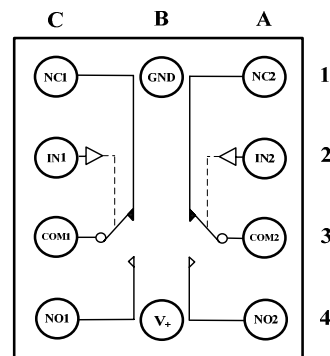 C B A
NC1 GND NC2 1
IN1 IN2 2
COM1 COM2 3
NO1 V+ NO2 4